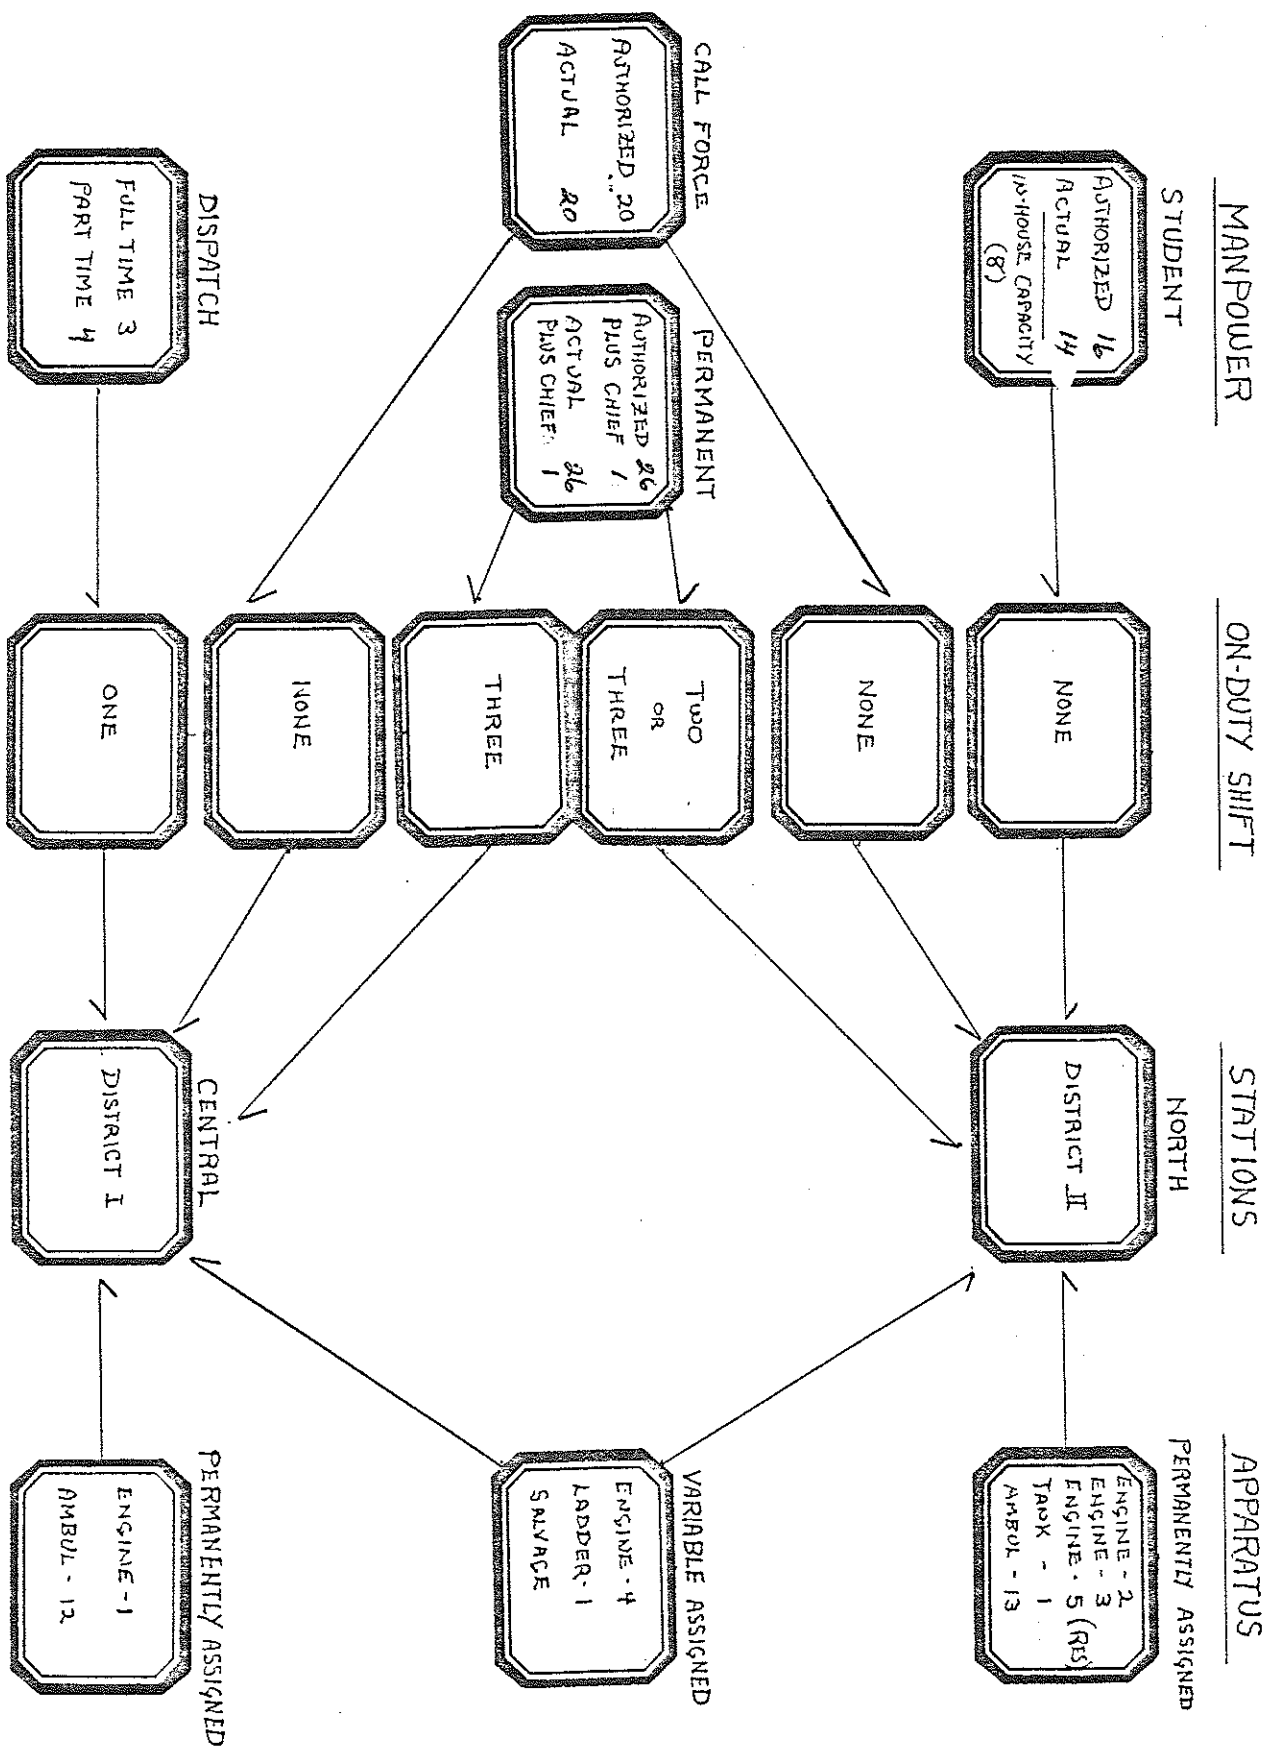 MANPOWER
STUDENT
AUTHORIZED 16
ACTUAL 14
IN-HOUSE CAPACITY
(8)
CALL FORCE
AUTHORIZED 20
ACTUAL 20
PERMANENT
AUTHORIZED 26
PLUS CHIEF 1
ACTUAL 26
PLUS CHIEF 1
DISPATCH
FULL TIME 3
PART TIME 4
ON-DUTY SHIFT
NONE
NONE
TWO
OR
THREE
THREE
NONE
ONE
STATIONS
NORTH
DISTRICT II
CENTRAL
DISTRICT I
APPARATUS
PERMANENTLY ASSIGNED
ENGINE - 2
ENGINE - 3
ENGINE - 5 (RES)
TANK - 1
AMBUL - 13
VARIABLE ASSIGNED
ENGINE - 4
LADDER - 1
SALVAGE
PERMANENTLY ASSIGNED
ENGINE - 1
AMBUL - 12